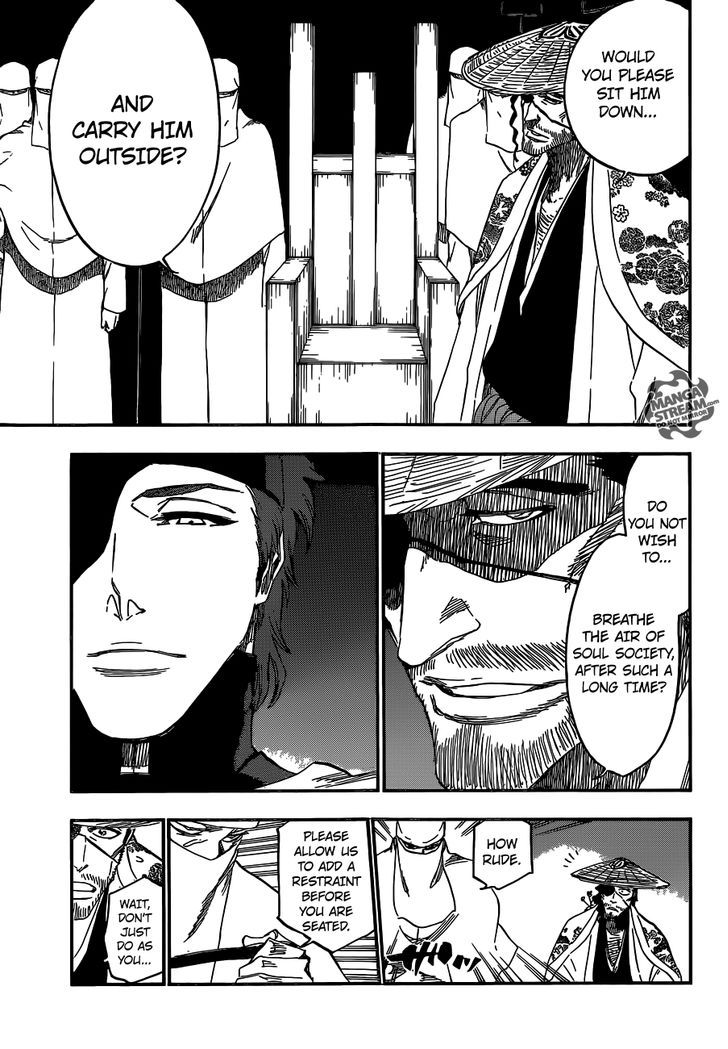 WOULD
YOU PLEASE
SIT HIM
DOWN...
AND
CARRY HIM
OUTSIDE?
MANGA
STREAM.com
DO NOT MIRROR
DO
YOU NOT
WISH
TO...
BREATHE
THE AIR OF
SOUL SOCIETY,
AFTER SUCH A
LONG TIME?
HOW
RUDE.
PLEASE
ALLOW US
TO ADD A
RESTRAINT
BEFORE
YOU ARE
SEATED.
WAIT,
DON'T
JUST
DO AS
YOU...